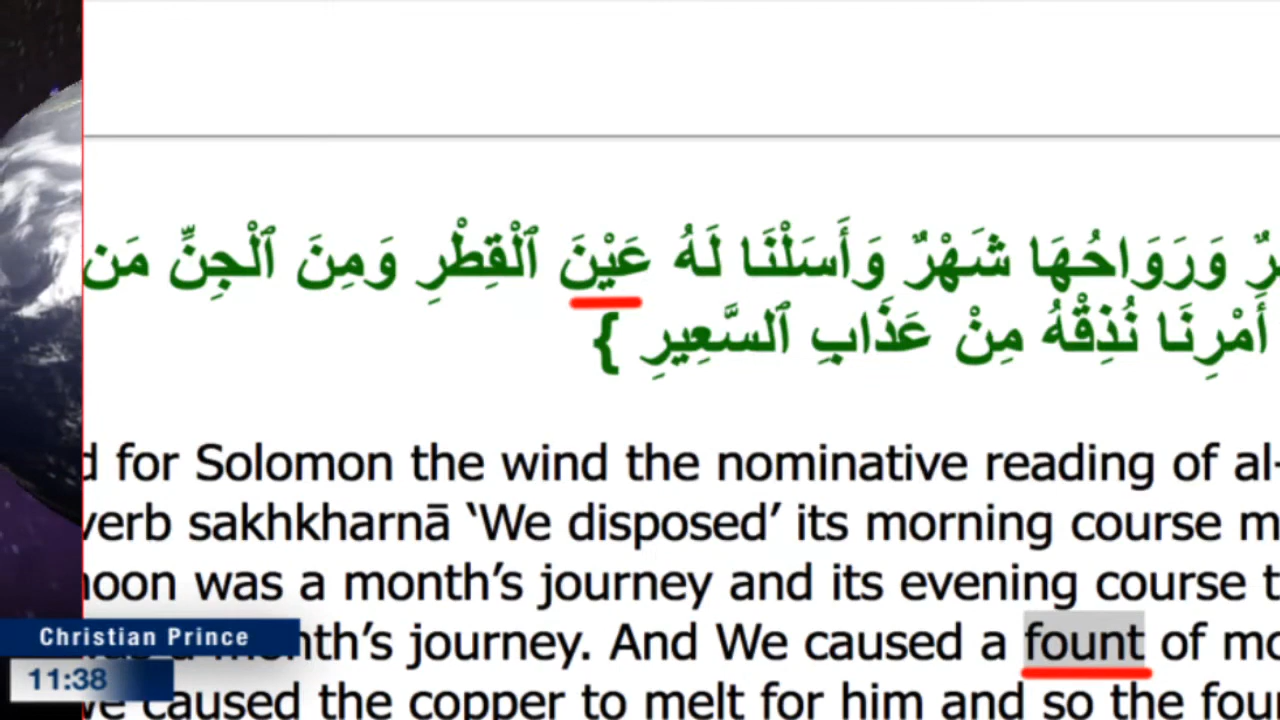 رٌ وَرَوَاحُهَا شَهْرٌ وَأَسَلْنَا لَهُ عَيْنَ ٱلْقِطْرِ وَمِنَ ٱلْجِنِّ مَن
أَمْرِنَا نُذِقْهُ مِنْ عَذَابِ ٱلسَّعِيرِ }
d for Solomon the wind the nominative reading of al-
verb sakhkharnā ‘We disposed’ its morning course m
noon was a month’s journey and its evening course t
was a month’s journey. And We caused a fount of mo
we caused the copper to melt for him and so the four
Christian Prince
11:38